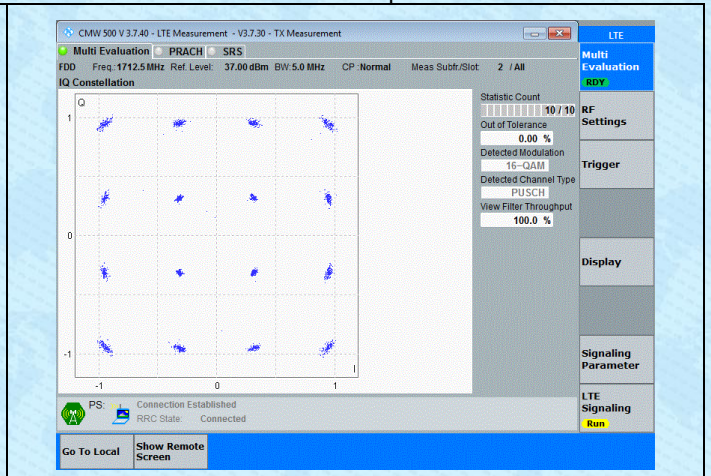 CMW 500 V 3.7.40 - LTE Measurement - V3.7.30 - TX Measurement
LTE
Multi Evaluation PRACH SRS
Multi
Evaluation
RDY
FDD Freq.:1712.5 MHz Ref. Level: 37.00 dBm BW:5.0 MHz CP :Normal Meas Subfr./Slot: 2 / All
IQ Constellation
Q
1
0
-1
-1 0 1
I
Statistic Count
10 / 10
Out of Tolerance
0.00 %
Detected Modulation
16-QAM
Detected Channel Type
PUSCH
View Filter Throughput
100.0 %
RF
Settings
Trigger
Display
Signaling
Parameter
LTE
Signaling
Run
PS: Connection Established
RRC State: Connected
Go To Local
Show Remote
Screen